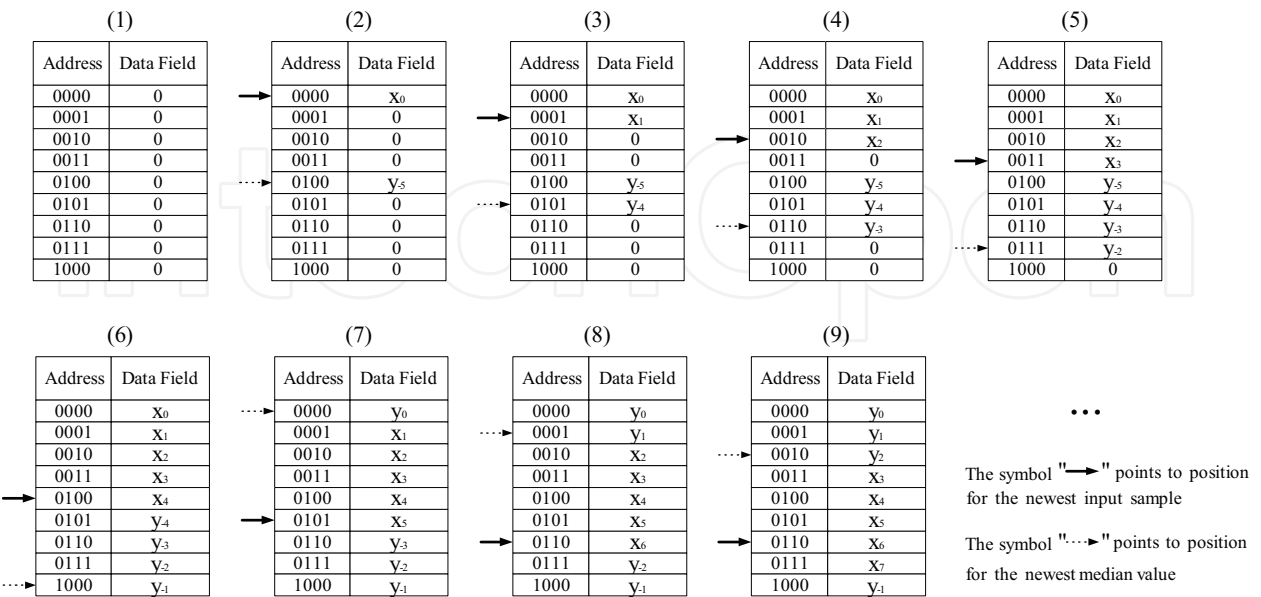 (1) (2) (3) (4) (5)
Address Data Field Address Data Field Address Data Field Address Data Field Address Data Field
0000 0 0000 x₀ 0000 x₀ 0000 x₀ 0000 x₀
0001 0 0001 0 0001 x₁ 0001 x₁ 0001 x₁
0010 0 0010 0 0010 0 0010 x₂ 0010 x₂
0011 0 0011 0 0011 0 0011 0 0011 x₃
0100 0 0100 y₋₅ 0100 y₋₅ 0100 y₋₅ 0100 y₋₅
0101 0 0101 0 0101 y₋₄ 0101 y₋₄ 0101 y₋₄
0110 0 0110 0 0110 0 0110 y₋₃ 0110 y₋₃
0111 0 0111 0 0111 0 0111 0 0111 y₋₂
1000 0 1000 0 1000 0 1000 0 1000 0
(6) (7) (8) (9)
Address Data Field Address Data Field Address Data Field Address Data Field
0000 x₀ 0000 y₀ 0000 y₀ 0000 y₀
0001 x₁ 0001 x₁ 0001 y₁ 0001 y₁
0010 x₂ 0010 x₂ 0010 x₂ 0010 y₂
0011 x₃ 0011 x₃ 0011 x₃ 0011 x₃
0100 x₄ 0100 x₄ 0100 x₄ 0100 x₄
0101 y₋₄ 0101 x₅ 0101 x₅ 0101 x₅
0110 y₋₃ 0110 y₋₃ 0110 x₆ 0110 x₆
0111 y₋₂ 0111 y₋₂ 0111 y₋₂ 0111 x₇
1000 y₋₁ 1000 y₋₁ 1000 y₋₁ 1000 y₋₁
...
The symbol "→" points to position
for the newest input sample
The symbol "⇢" points to position
for the newest median value
IntechOpen